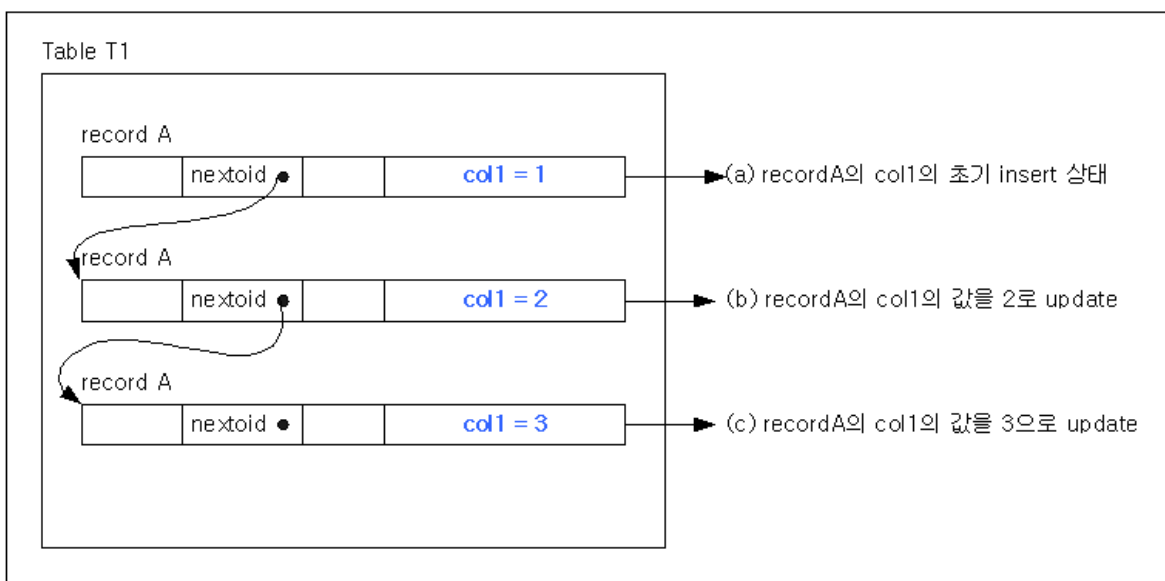 Table T1
record A
nextoid
col1 = 1
(a) recordA의 col1의 초기 insert 상태
record A
nextoid
col1 = 2
(b) recordA의 col1의 값을 2로 update
record A
nextoid
col1 = 3
(c) recordA의 col1의 값을 3으로 update